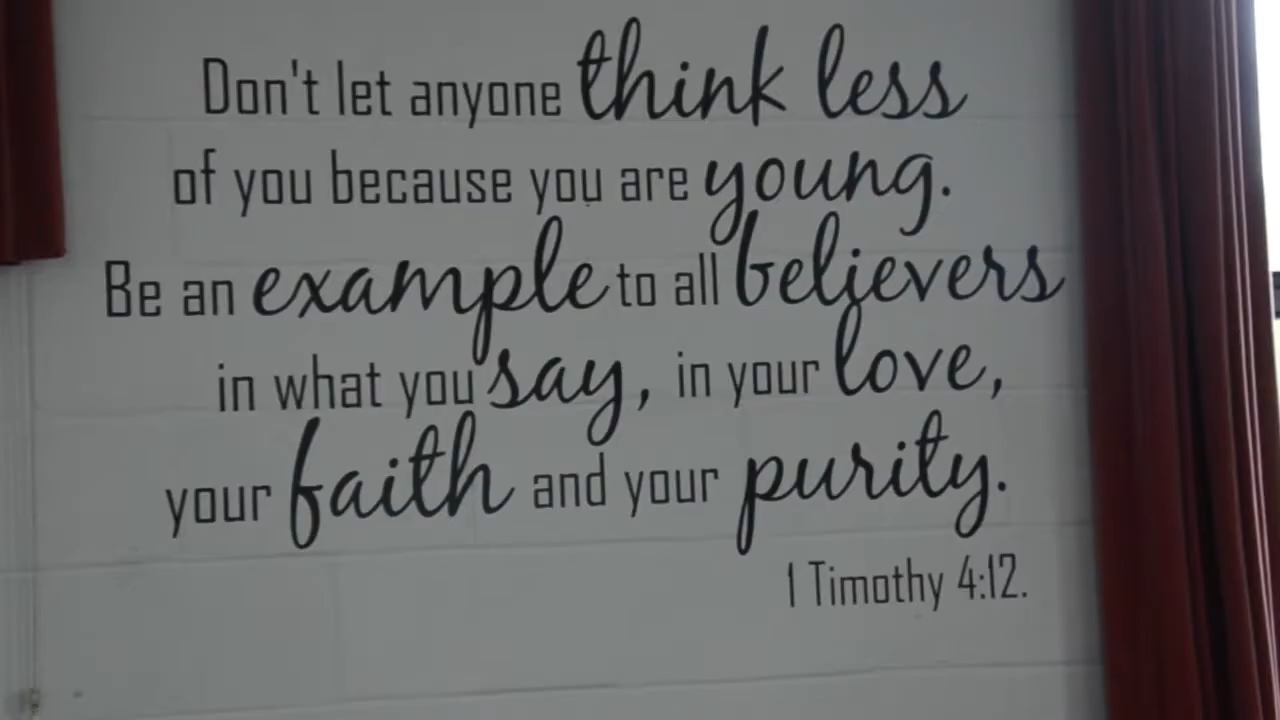 Don't let anyone think less
of you because you are young.
Be an example to all believers
in what you say, in your love,
your faith and your purity.
1 Timothy 4:12.